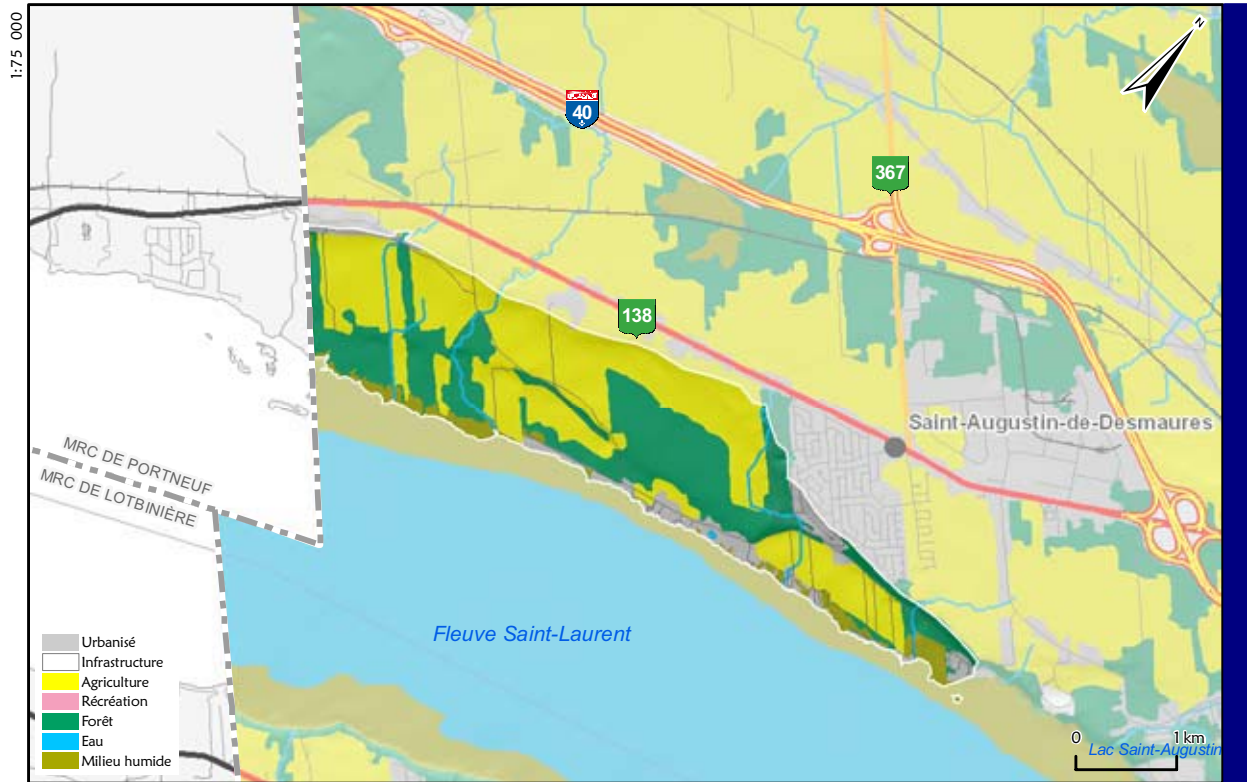 1:75 000
N
40
367
138
Saint-Augustin-de-Desmaures
MRC DE PORTNEUF
MRC DE LOTBINIÈRE
Fleuve Saint-Laurent
Urbanisé
Infrastructure
Agriculture
Récréation
Forêt
Eau
Milieu humide
0 1 km
Lac Saint-Augustin